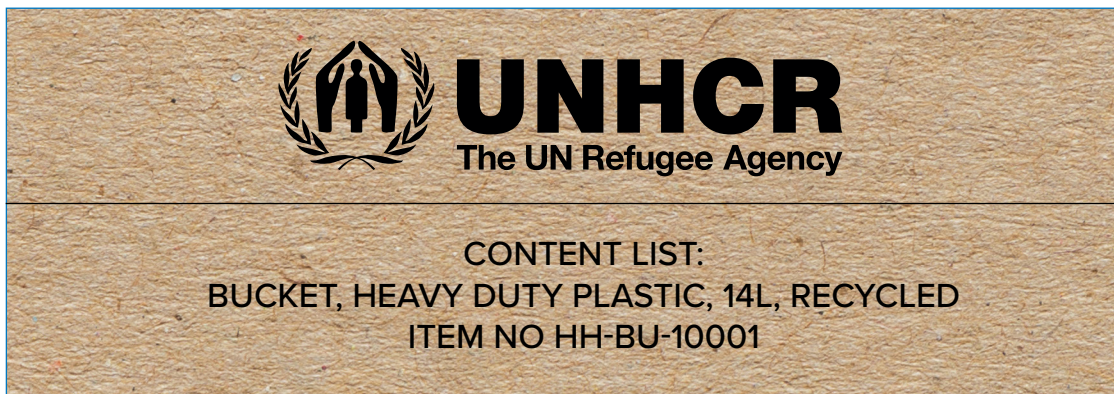 UNHCR
The UN Refugee Agency
CONTENT LIST:
BUCKET, HEAVY DUTY PLASTIC, 14L, RECYCLED
ITEM NO HH-BU-10001